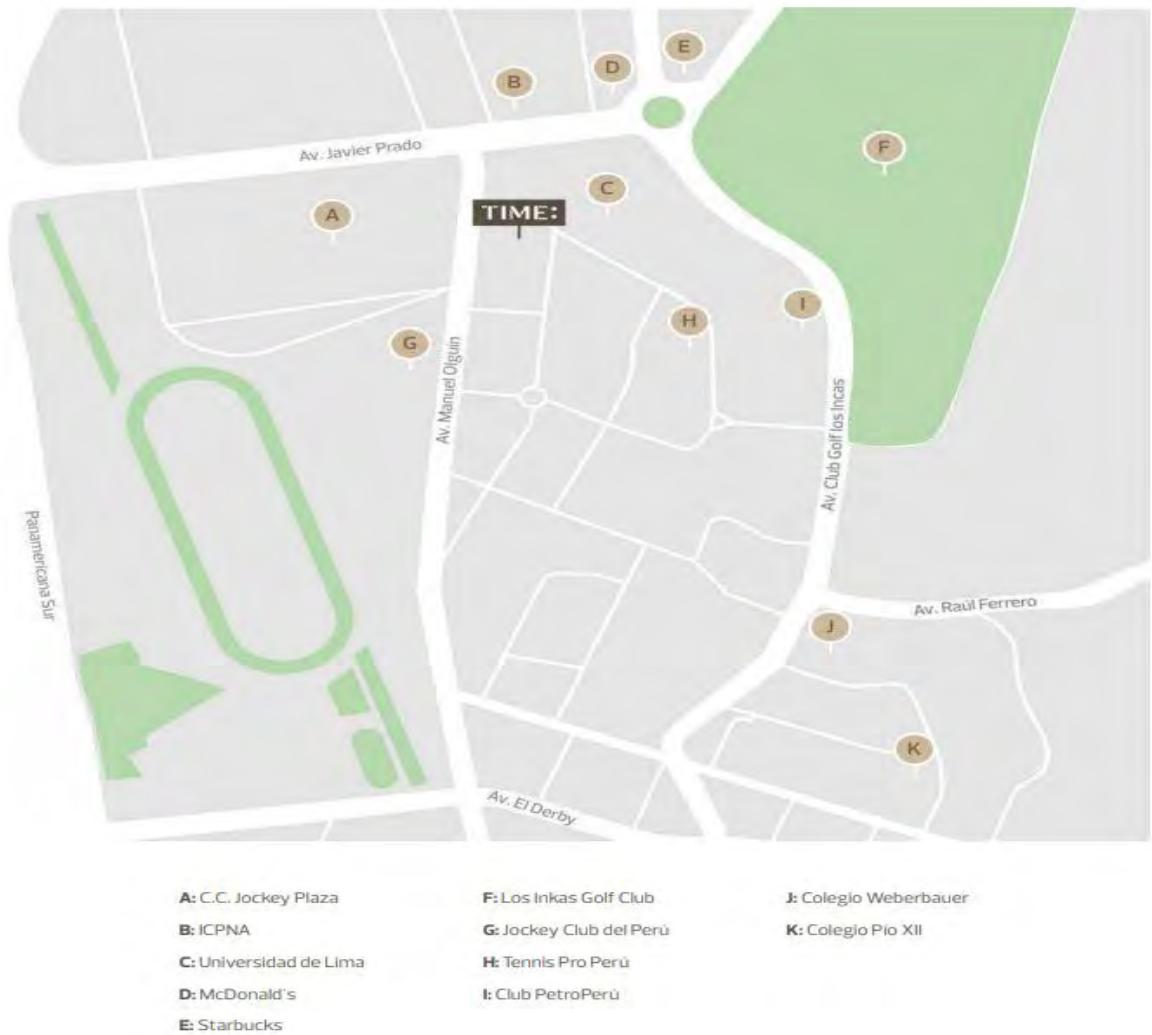 E
D
B
F
Av. Javier Prado
C
A
TIME:
I
H
G
Av. Manuel Olguín
Av. Club Golf los Incas
Panamericana Sur
Av. Raúl Ferrero
J
K
Av. El Derby
A: C.C. Jockey Plaza
B: ICPNA
C: Universidad de Lima
D: McDonald's
E: Starbucks
F: Los Inkas Golf Club
G: Jockey Club del Perú
H: Tennis Pro Perú
I: Club PetroPerú
J: Colegio Weberbauer
K: Colegio Pío XII